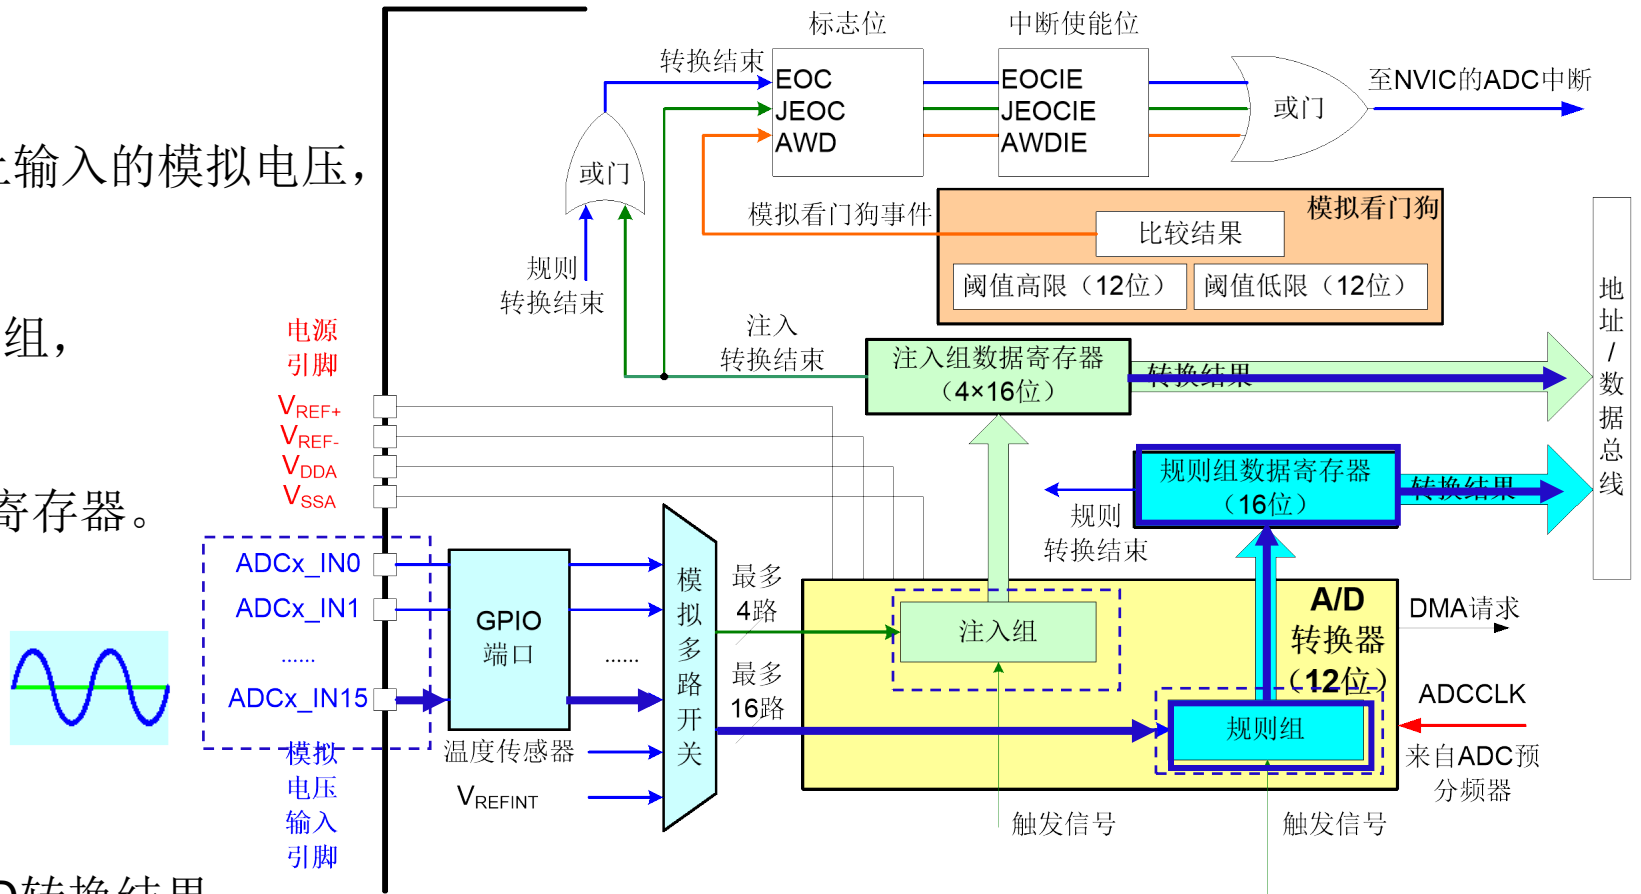 上输入的模拟电压，
组，
寄存器。
D转换结果
标志位
中断使能位
转换结束
EOC
JEOC
AWD
EOCIE
JEOCIE
AWDIE
或门
至NVIC的ADC中断
或门
规则
转换结束
模拟看门狗事件
模拟看门狗
比较结果
阈值高限（12位）
阈值低限（12位）
注入
转换结束
注入组数据寄存器
（4×16位）
转换结果
地址/数据总线
电源
引脚
VREF+
VREF-
VDDA
VSSA
规则组数据寄存器
（16位）
转换结果
规则
转换结束
ADCx_IN0
ADCx_IN1
......
ADCx_IN15
模拟
电压
输入
引脚
GPIO
端口
......
温度传感器
VREFINT
模拟多路开关
最多
4路
最多
16路
注入组
规则组
A/D
转换器
（12位）
DMA请求
ADCCLK
来自ADC预
分频器
触发信号
触发信号